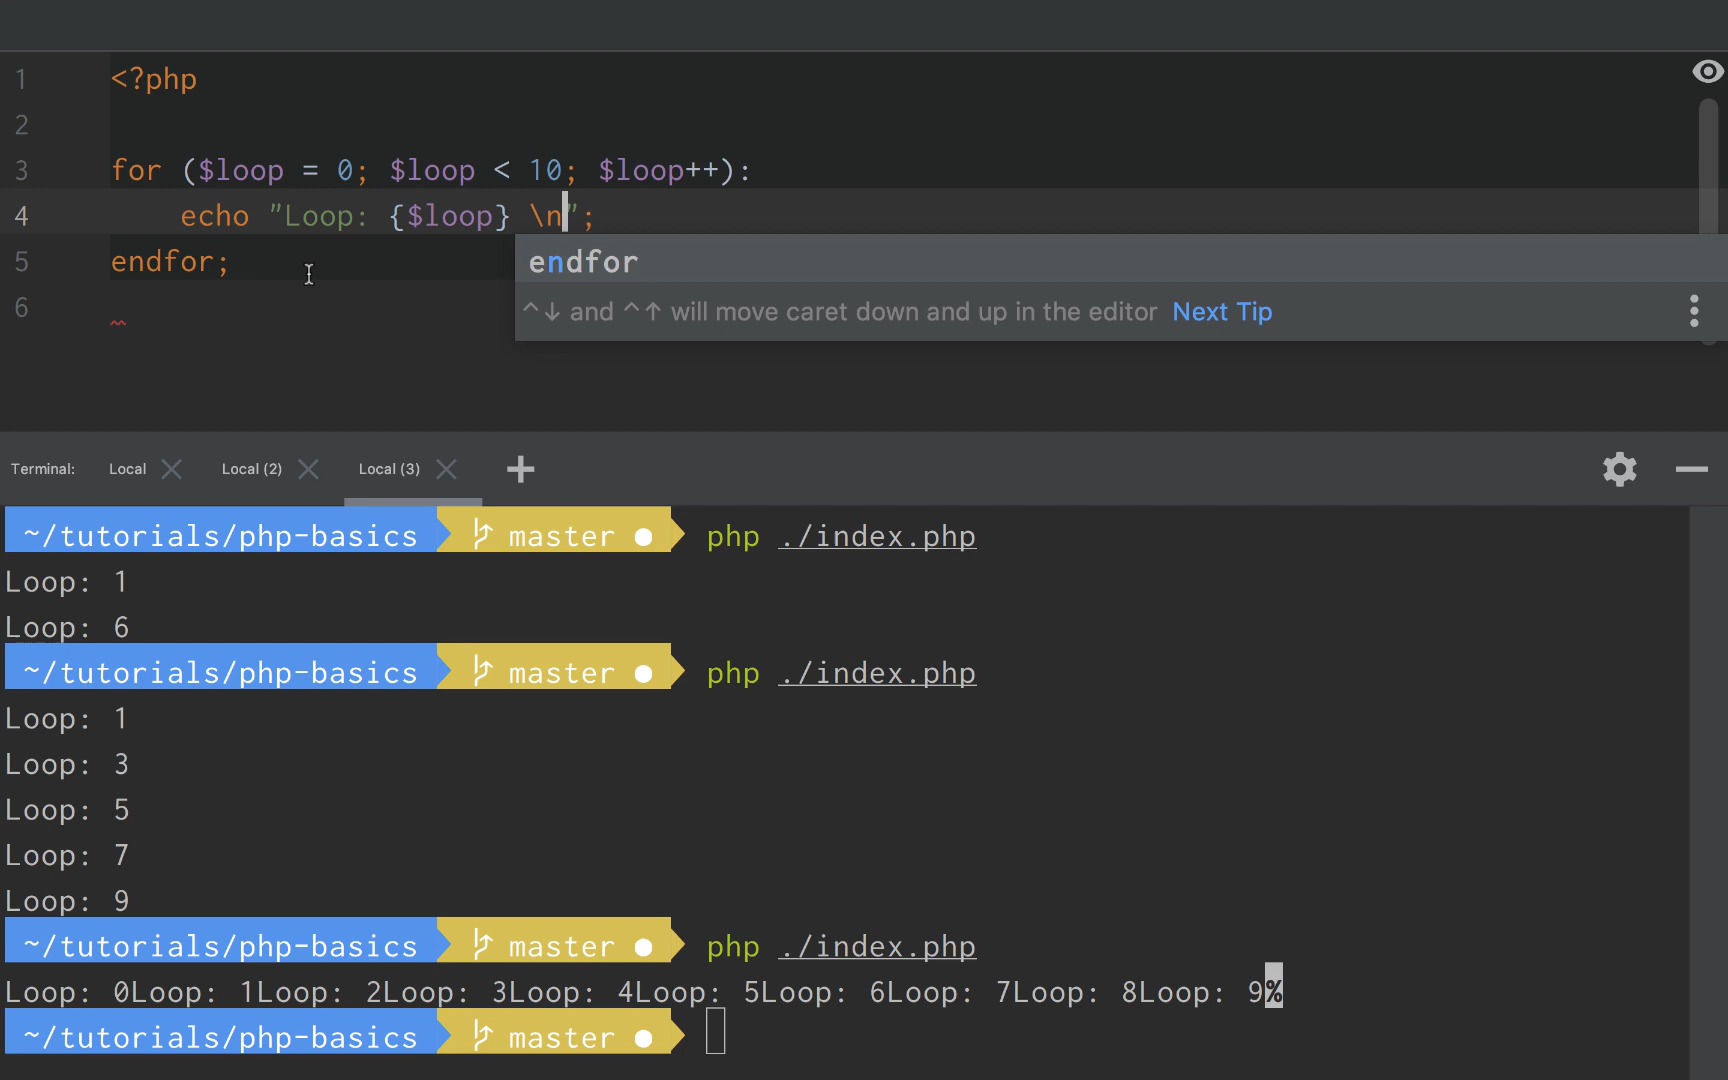 1 <?php
2
3 for ($loop = 0; $loop < 10; $loop++):
4 echo "Loop: {$loop} \n";
5 endfor;
6
endfor
^↓ and ^↑ will move caret down and up in the editor Next Tip
Terminal: Local Local (2) Local (3)
~/tutorials/php-basics master ● php ./index.php
Loop: 1
Loop: 6
~/tutorials/php-basics master ● php ./index.php
Loop: 1
Loop: 3
Loop: 5
Loop: 7
Loop: 9
~/tutorials/php-basics master ● php ./index.php
Loop: 0Loop: 1Loop: 2Loop: 3Loop: 4Loop: 5Loop: 6Loop: 7Loop: 8Loop: 9%
~/tutorials/php-basics master ●